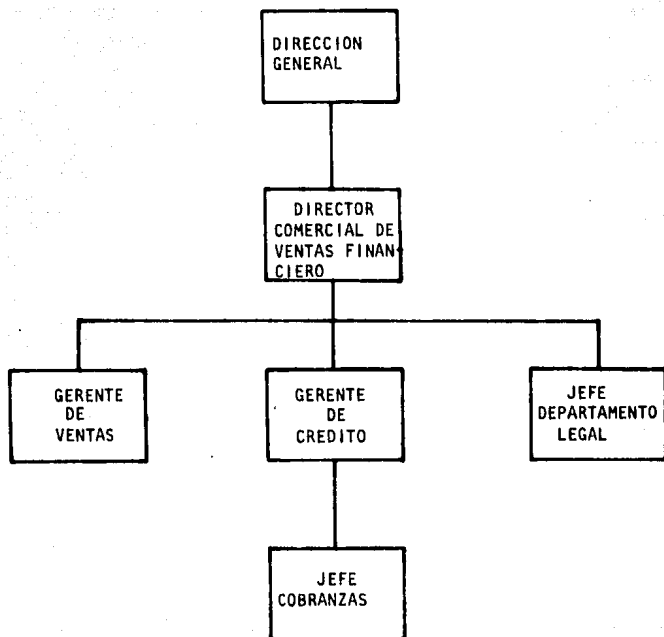 DIRECCION
GENERAL
DIRECTOR
COMERCIAL DE
VENTAS FINAN-
CIERO
GERENTE
DE
VENTAS
GERENTE
DE
CREDITO
JEFE
DEPARTAMENTO
LEGAL
JEFE
COBRANZAS